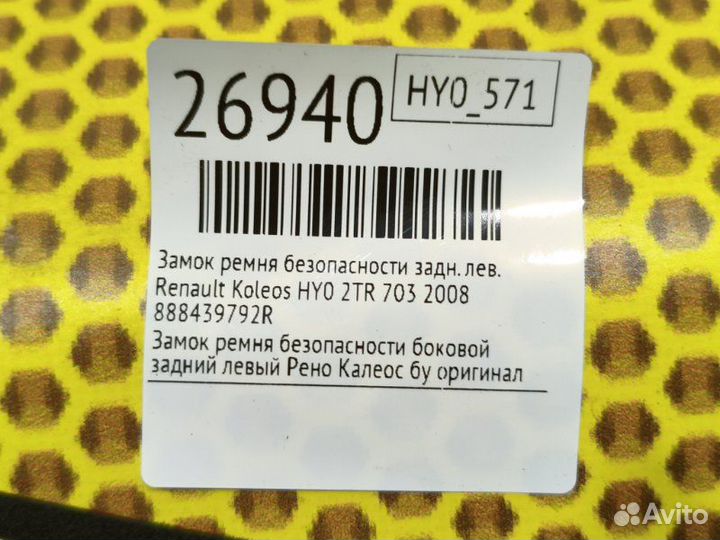 26940
HY0_571
Замок ремня безопасности задн. лев.
Renault Koleos HY0 2TR 703 2008
888439792R
Замок ремня безопасности боковой
задний левый Рено Калеос бу оригинал
Avito